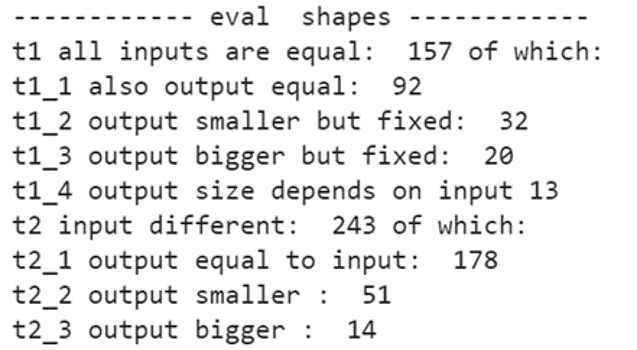 ------------ eval  shapes ------------
t1 all inputs are equal:  157 of which:
t1_1 also output equal:  92
t1_2 output smaller but fixed:  32
t1_3 output bigger but fixed:  20
t1_4 output size depends on input 13
t2 input different:  243 of which:
t2_1 output equal to input:  178
t2_2 output smaller :  51
t2_3 output bigger :  14